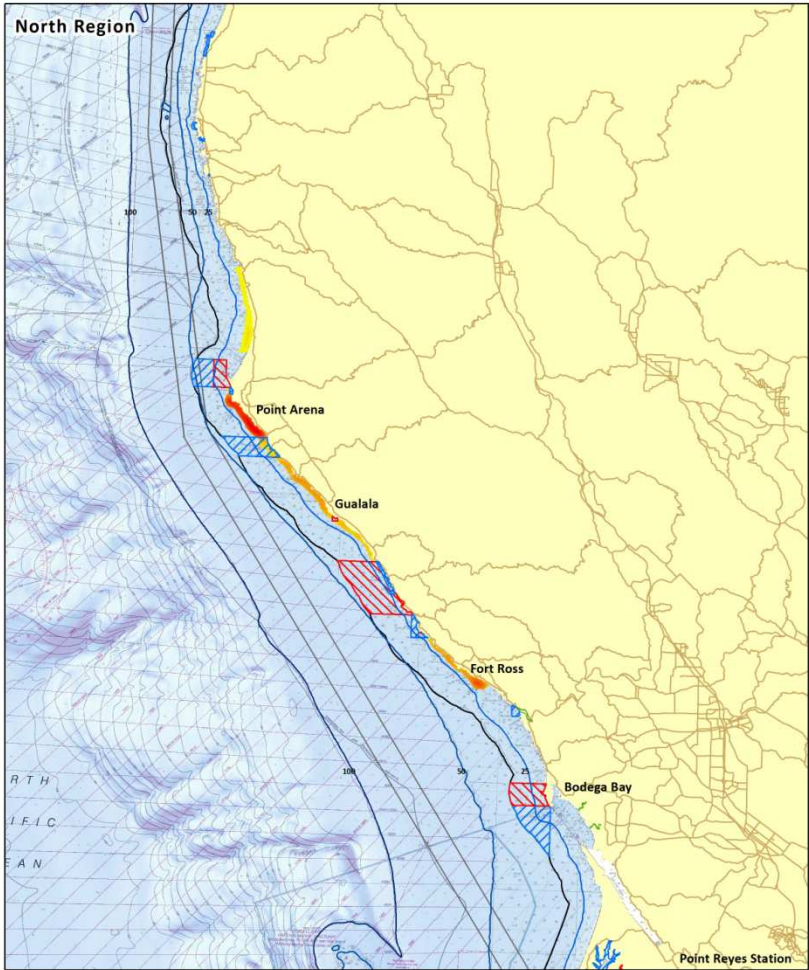 North Region
100
50
25
Point Arena
Gualala
Fort Ross
100
50
25
RTH
Bodega Bay
IFIC
EAN
Point Reyes Station